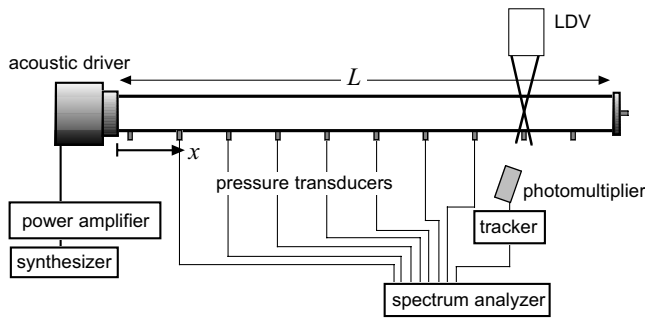 LDV
acoustic driver
L
x
pressure transducers
photomultiplier
power amplifier
tracker
synthesizer
spectrum analyzer